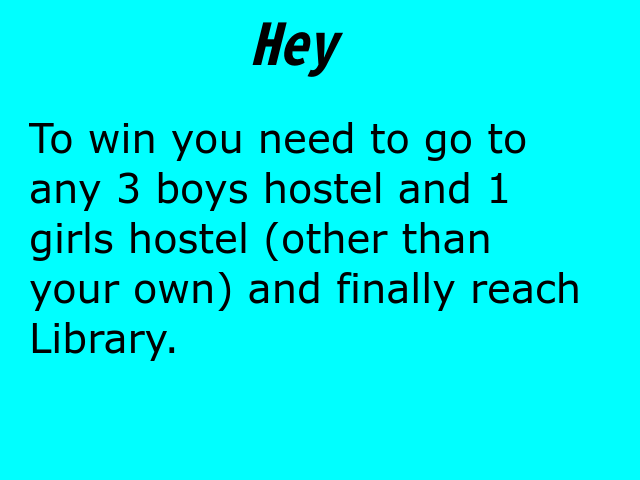 Hey
To win you need to go to
any 3 boys hostel and 1
girls hostel (other than
your own) and finally reach
Library.